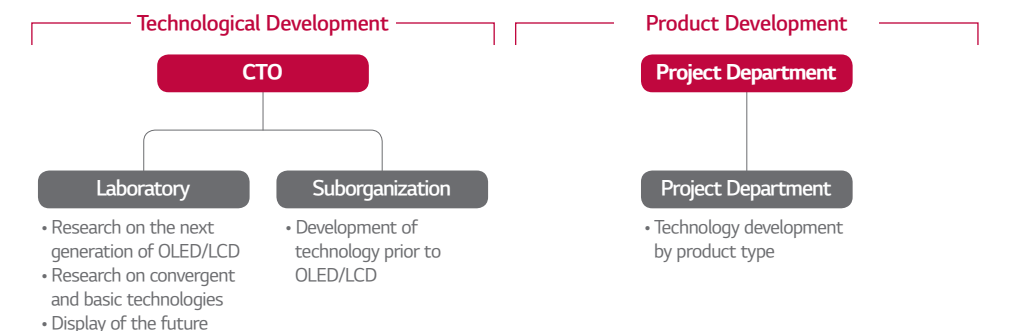 Technological Development
Product Development
CTO
Project Department
Laboratory
Suborganization
Project Department
• Research on the next
generation of OLED/LCD
• Research on convergent
and basic technologies
• Display of the future
• Development of
technology prior to
OLED/LCD
• Technology development
by product type